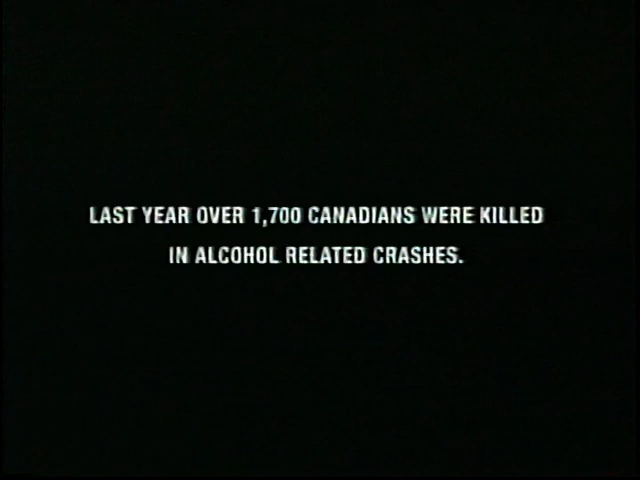 LAST YEAR OVER 1,700 CANADIANS WERE KILLED
IN ALCOHOL RELATED CRASHES.